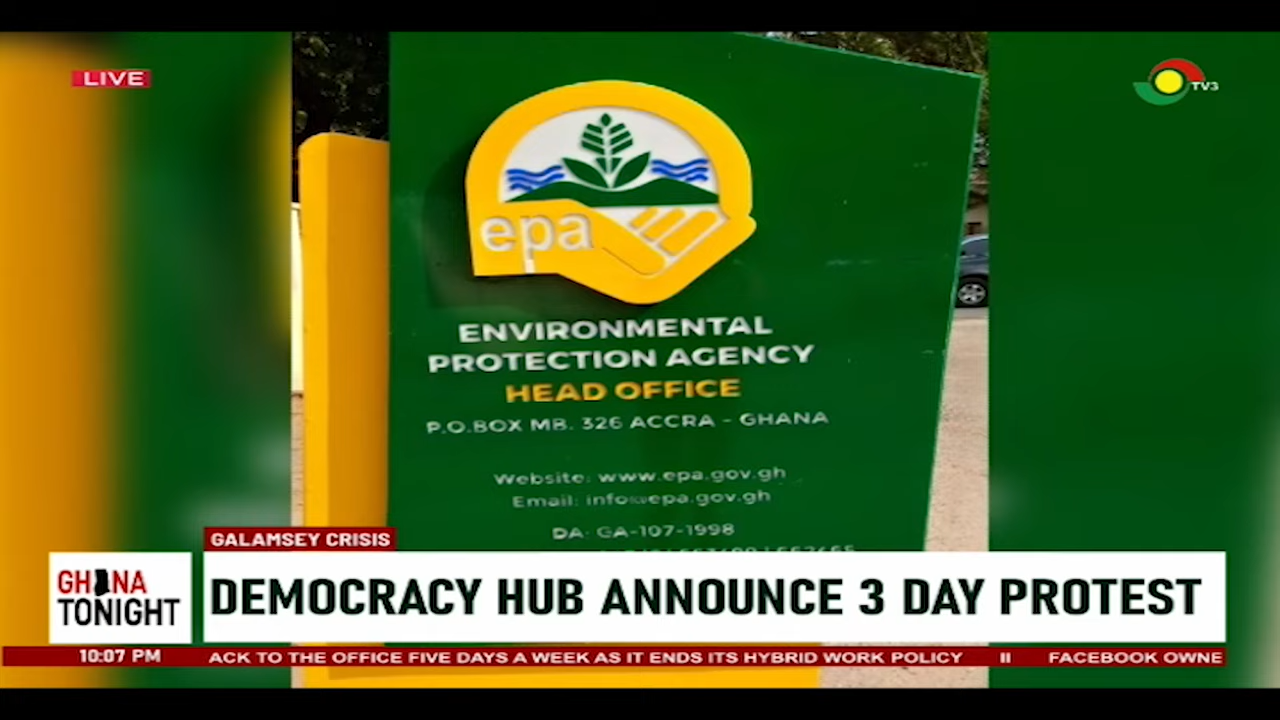 LIVE
TV3
epa
ENVIRONMENTAL
PROTECTION AGENCY
HEAD OFFICE
P.O.BOX MB. 326 ACCRA - GHANA
Website: www.epa.gov.gh
Email: info@epa.gov.gh
DA: GA-107-1998
GALAMSEY CRISIS
GHANA
TONIGHT
DEMOCRACY HUB ANNOUNCE 3 DAY PROTEST
10:07 PM
ACK TO THE OFFICE FIVE DAYS A WEEK AS IT ENDS ITS HYBRID WORK POLICY II FACEBOOK OWNE